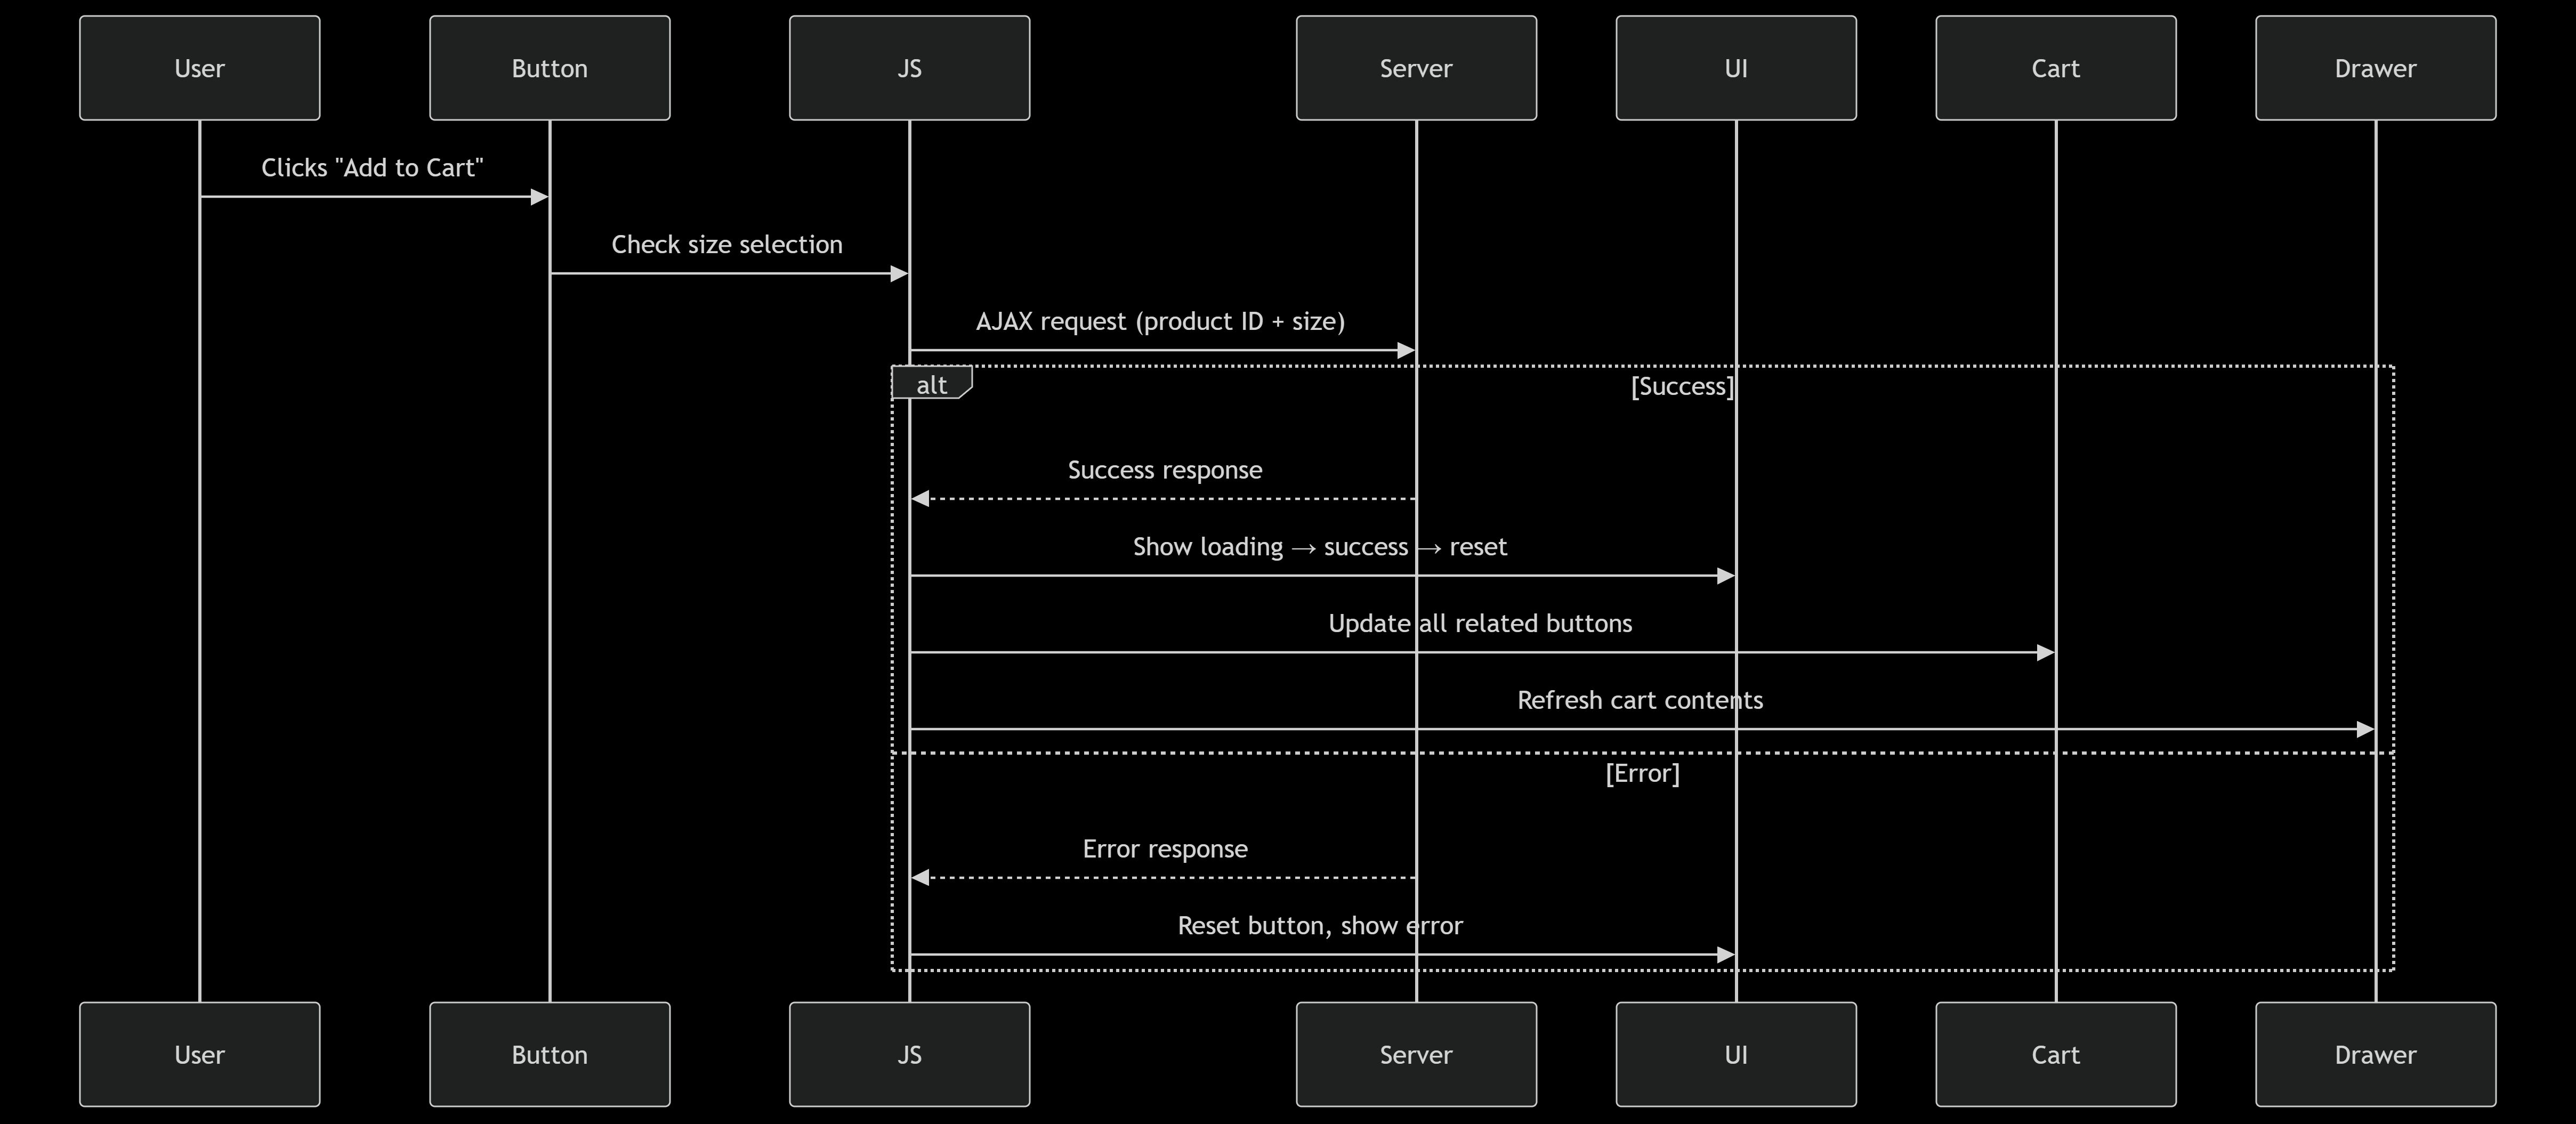 User
Button
JS
Server
UI
Cart
Drawer
Clicks "Add to Cart"
Check size selection
AJAX request (product ID + size)
alt
[Success]
Success response
Show loading → success → reset
Update all related buttons
Refresh cart contents
[Error]
Error response
Reset button, show error
User
Button
JS
Server
UI
Cart
Drawer